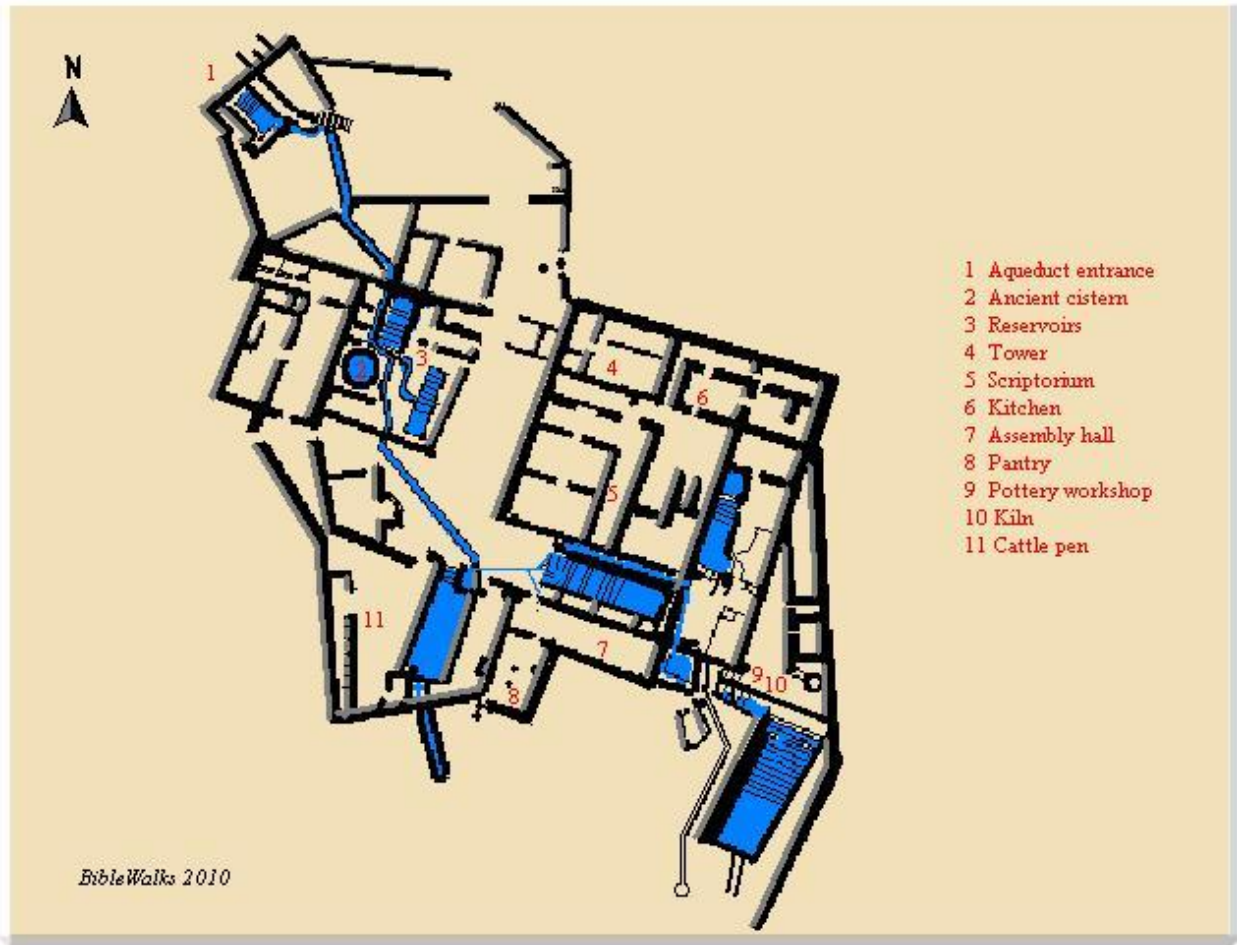 N
1
2
3
4
6
5
11
7
8
9
10
1 Aqueduct entrance
2 Ancient cistern
3 Reservoirs
4 Tower
5 Scriptorium
6 Kitchen
7 Assembly hall
8 Pantry
9 Pottery workshop
10 Kiln
11 Cattle pen
BibleWalks 2010